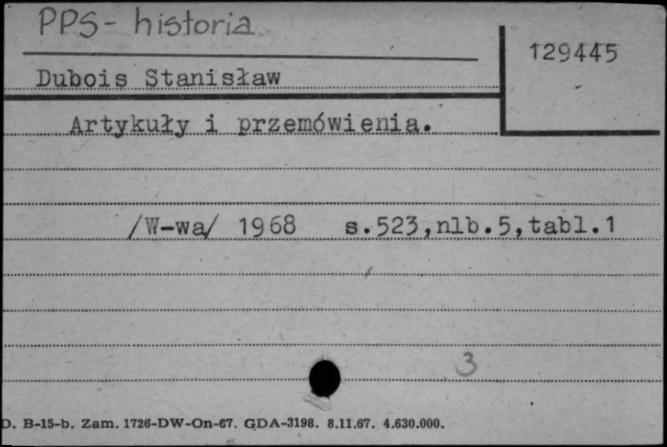 PPS - historia
129445
Dubois Stanisław
Artykuły i przemówienia.
/W-wa/ 1968 s.523,nlb.5,tabl.1
3
D. B-15-b. Zam. 1726-DW-On-67. GDA-3198. 8.11.67. 4.630.000.